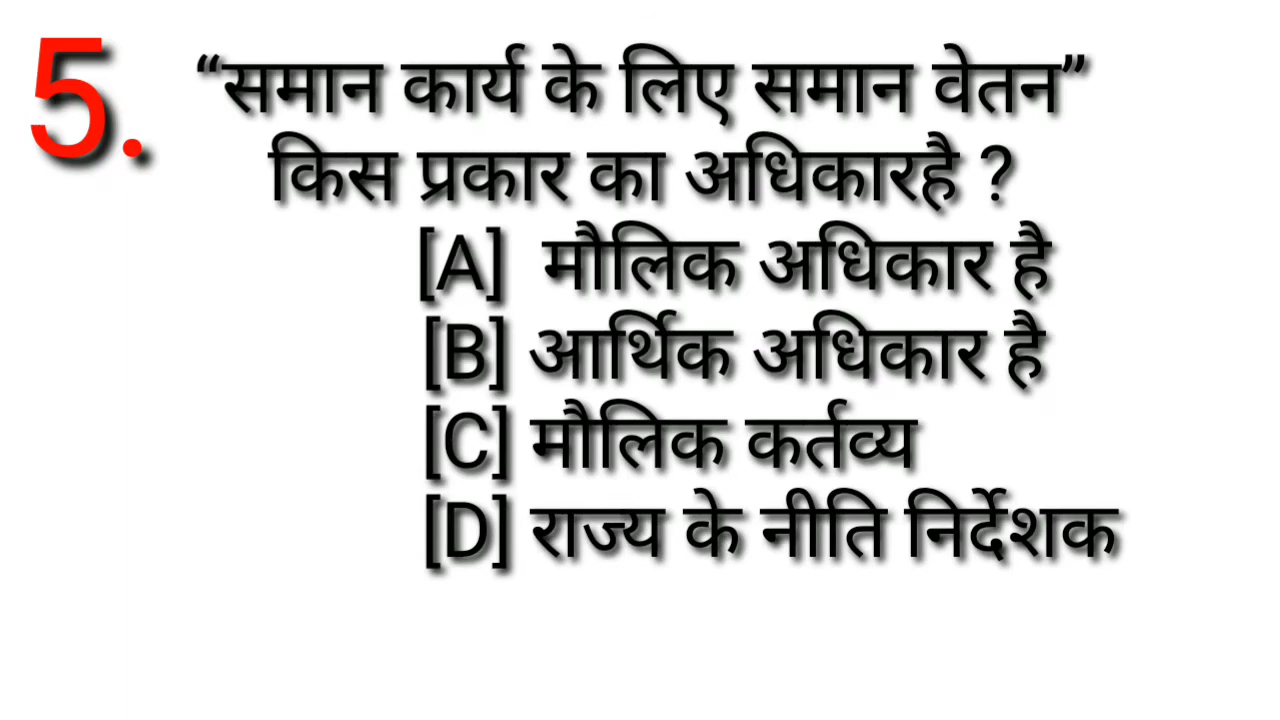 5. “समान कार्य के लिए समान वेतन”
किस प्रकार का अधिकारहै ?
[A] मौलिक अधिकार है
[B] आर्थिक अधिकार है
[C] मौलिक कर्तव्य
[D] राज्य के नीति निर्देशक